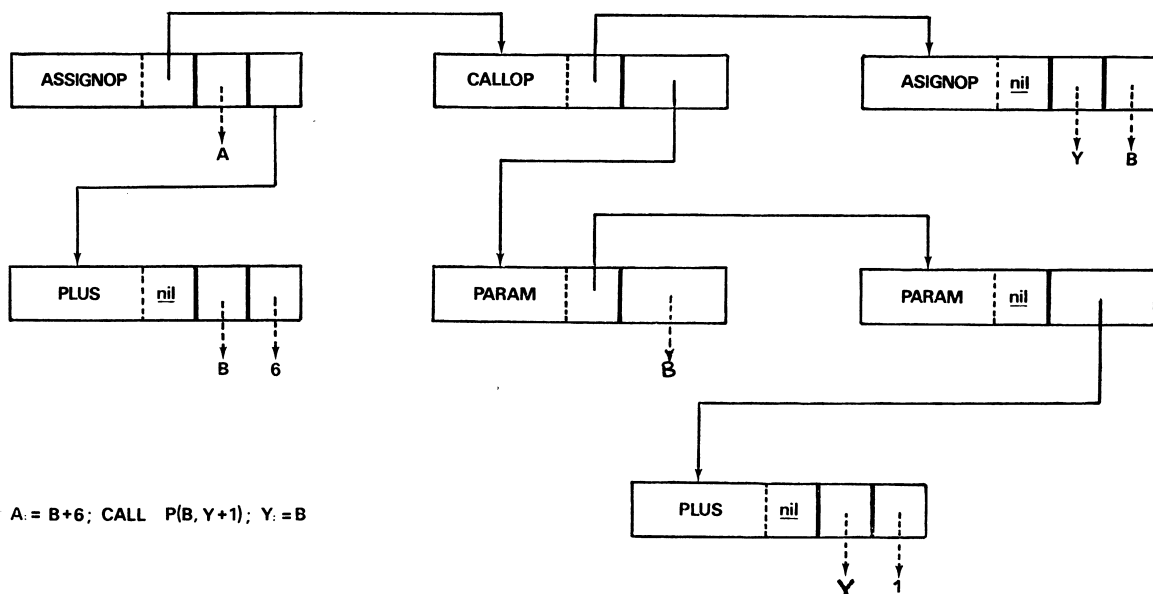 ASSIGNOP CALLOP ASIGNOP nil
A Y B
PLUS nil PARAM PARAM nil
B 6 B
PLUS nil
A:= B+6; CALL P(B, Y+1); Y:=B
Y 1